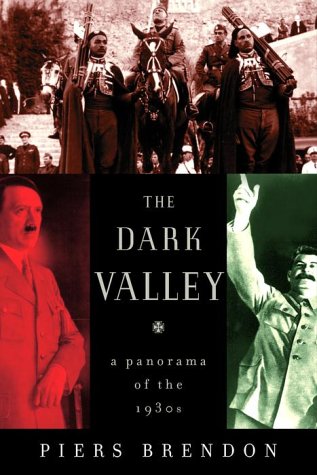 THE
DARK
VALLEY
a panorama
of the
1930s
PIERS BRENDON